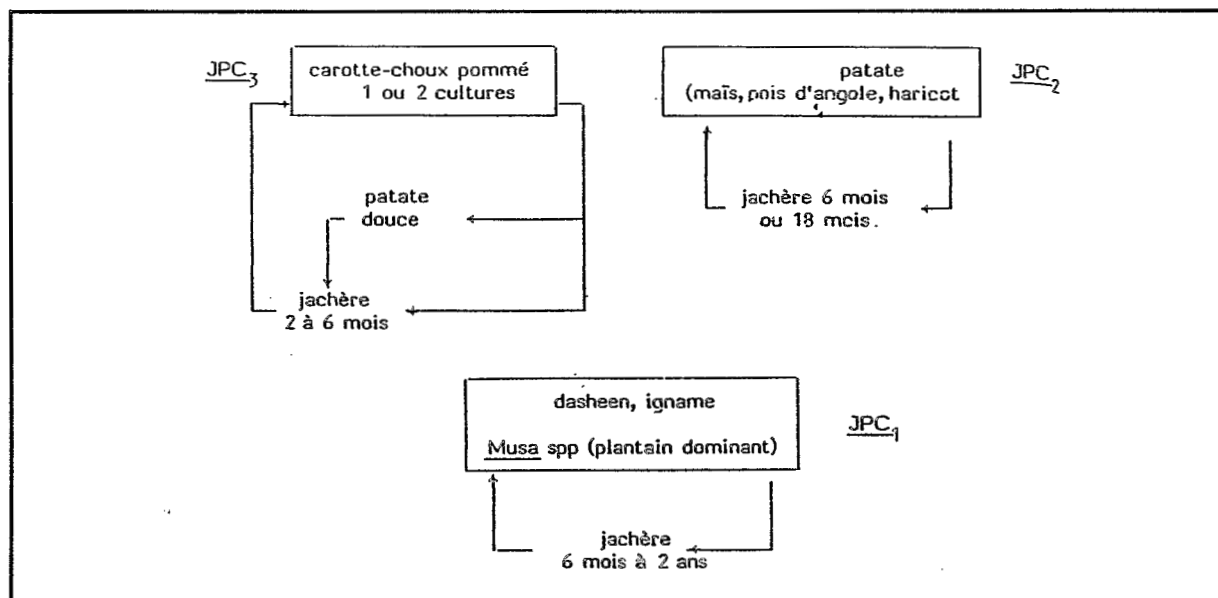 JPC3
carotte-choux pommé
1 ou 2 cultures
patate
douce
jachère
2 à 6 mois
patate
(maïs, pois d'angole, haricot
JPC2
jachère 6 mois
ou 18 mois.
dasheen, igname
Musa spp (plantain dominant)
JPC1
jachère
6 mois à 2 ans